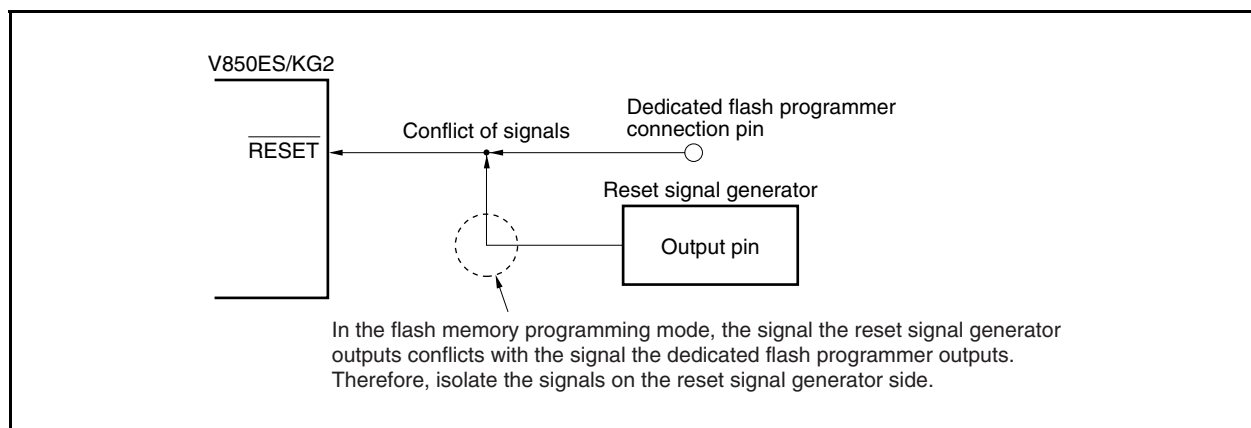 V850ES/KG2
Dedicated flash programmer
connection pin
Conflict of signals
RESET
Reset signal generator
Output pin
In the flash memory programming mode, the signal the reset signal generator
outputs conflicts with the signal the dedicated flash programmer outputs.
Therefore, isolate the signals on the reset signal generator side.